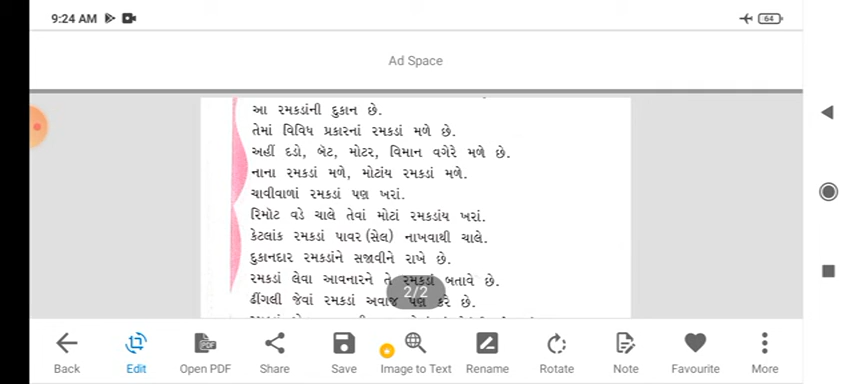 9:24 AM
64
Ad Space
આ રમકડાંની દુકાન છે.
તેમાં વિવિધ પ્રકારનાં રમકડાં મળે છે.
અહીં દડો, બેટ, મોટર, વિમાન વગેરે મળે છે.
નાના રમકડાં મળે, મોટાંય રમકડાં મળે.
ચાવીવાળાં રમકડાં પણ ખરાં.
રિમૉટ વડે ચાલે તેવાં મોટાં રમકડાંય ખરાં.
કેટલાંક રમકડાં પાવર (સેલ) નાખવાથી ચાલે.
દુકાનદાર રમકડાંને સજાવીને રાખે છે.
રમકડાં લેવા આવનારને તે રમકડાં બતાવે છે.
ઢીંગલી જેવાં રમકડાં અવાજ પણ કરે છે.
2/2
Back Edit Open PDF Share Save Image to Text Rename Rotate Note Favourite More